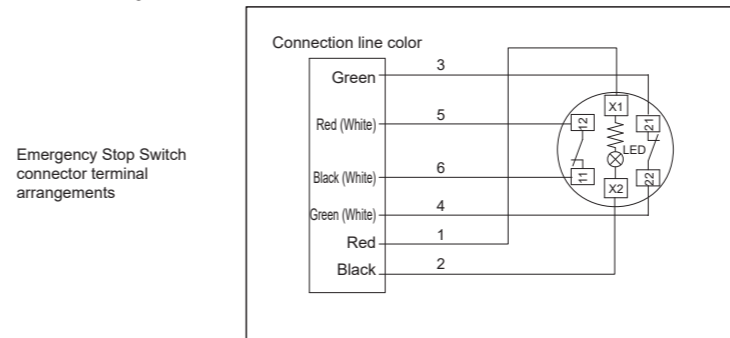 Emergency Stop Switch
connector terminal
arrangements
Connection line color
Green 3
Red (White) 5
Black (White) 6
Green (White) 4
Red 1
Black 2
X1
12
21
LED
11
22
X2